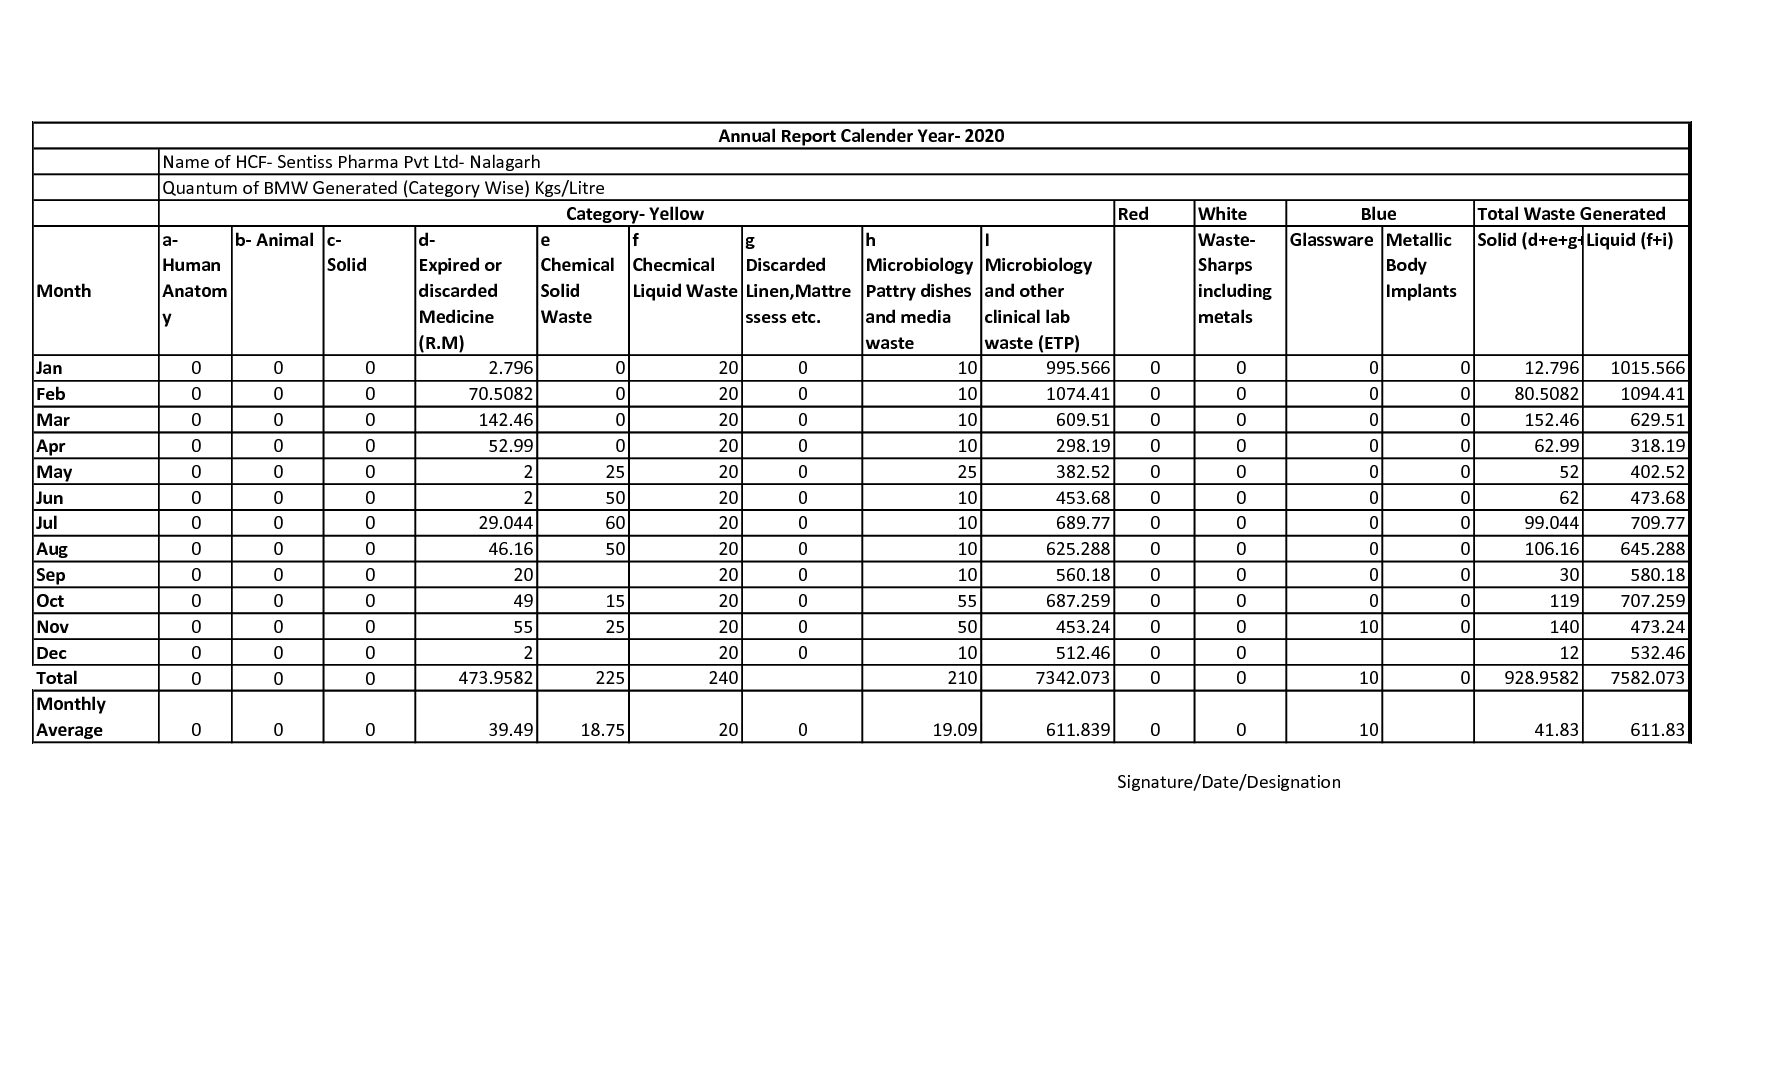 Annual Report Calender Year- 2020
Name of HCF- Sentiss Pharma Pvt Ltd- Nalagarh
Quantum of BMW Generated (Category Wise) Kgs/Litre
Category- Yellow Red White Blue Total Waste Generated
Month
a-
Human
Anatom
y
b- Animal
c-
Solid
d-
Expired or
discarded
Medicine
(R.M)
e
Chemical
Solid
Waste
f
Checmical
Liquid Waste
g
Discarded
Linen,Mattre
ssess etc.
h
Microbiology
Pattry dishes
and media
waste
I
Microbiology
and other
clinical lab
waste (ETP)
Waste-
Sharps
including
metals
Glassware
Metallic
Body
Implants
Solid (d+e+g+
Liquid (f+i)
Jan 0 0 0 2.796 0 20 0 10 995.566 0 0 0 0 12.796 1015.566
Feb 0 0 0 70.5082 0 20 0 10 1074.41 0 0 0 0 80.5082 1094.41
Mar 0 0 0 142.46 0 20 0 10 609.51 0 0 0 0 152.46 629.51
Apr 0 0 0 52.99 0 20 0 10 298.19 0 0 0 0 62.99 318.19
May 0 0 0 2 25 20 0 25 382.52 0 0 0 0 52 402.52
Jun 0 0 0 2 50 20 0 10 453.68 0 0 0 0 62 473.68
Jul 0 0 0 29.044 60 20 0 10 689.77 0 0 0 0 99.044 709.77
Aug 0 0 0 46.16 50 20 0 10 625.288 0 0 0 0 106.16 645.288
Sep 0 0 0 20 20 0 10 560.18 0 0 0 0 30 580.18
Oct 0 0 0 49 15 20 0 55 687.259 0 0 0 0 119 707.259
Nov 0 0 0 55 25 20 0 50 453.24 0 0 10 0 140 473.24
Dec 0 0 0 2 20 0 10 512.46 0 0 12 532.46
Total 0 0 0 473.9582 225 240 210 7342.073 0 0 10 0 928.9582 7582.073
Monthly
Average 0 0 0 39.49 18.75 20 0 19.09 611.839 0 0 10 41.83 611.83
Signature/Date/Designation